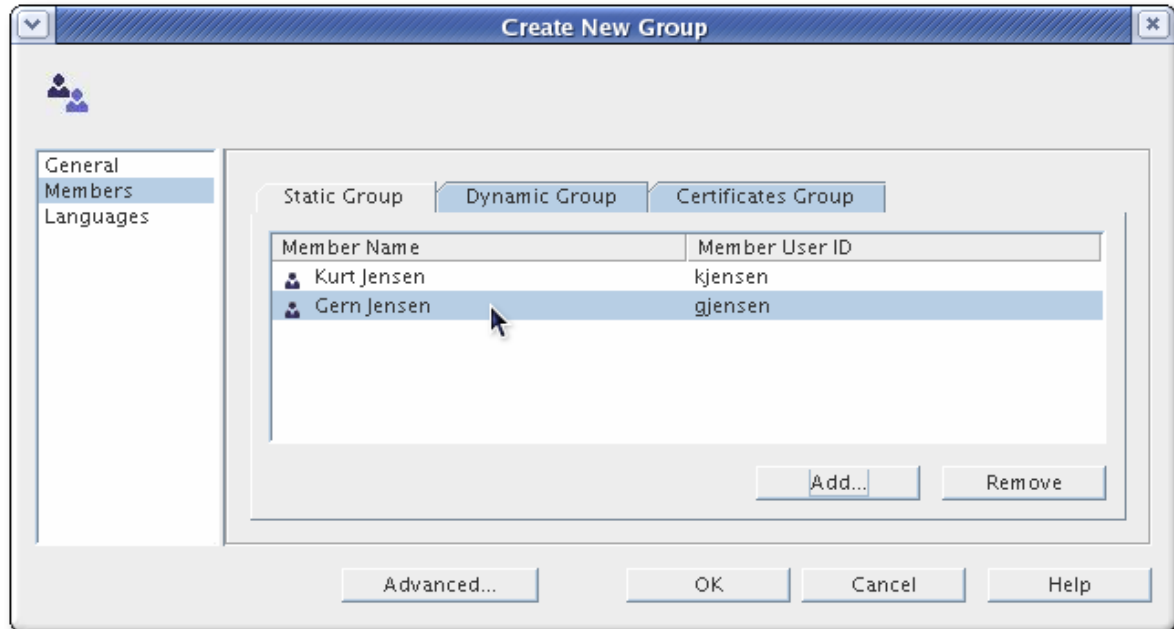 Create New Group
General
Members
Languages
Static Group Dynamic Group Certificates Group
Member Name Member User ID
Kurt Jensen kjensen
Gern Jensen gjensen
Add... Remove
Advanced... OK Cancel Help